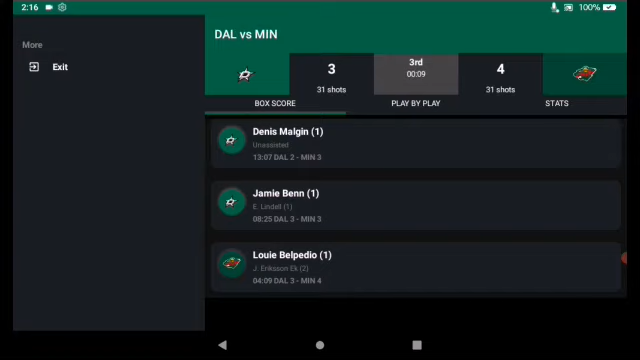 2:16
100%
DAL vs MIN
More
Exit
3
31 shots
3rd
00:09
4
31 shots
BOX SCORE
PLAY BY PLAY
STATS
Denis Malgin (1)
Unassisted
13:07 DAL 2 - MIN 3
Jamie Benn (1)
E. Lindell (1)
08:25 DAL 3 - MIN 3
Louie Belpedio (1)
J. Eriksson Ek (2)
04:09 DAL 3 - MIN 4